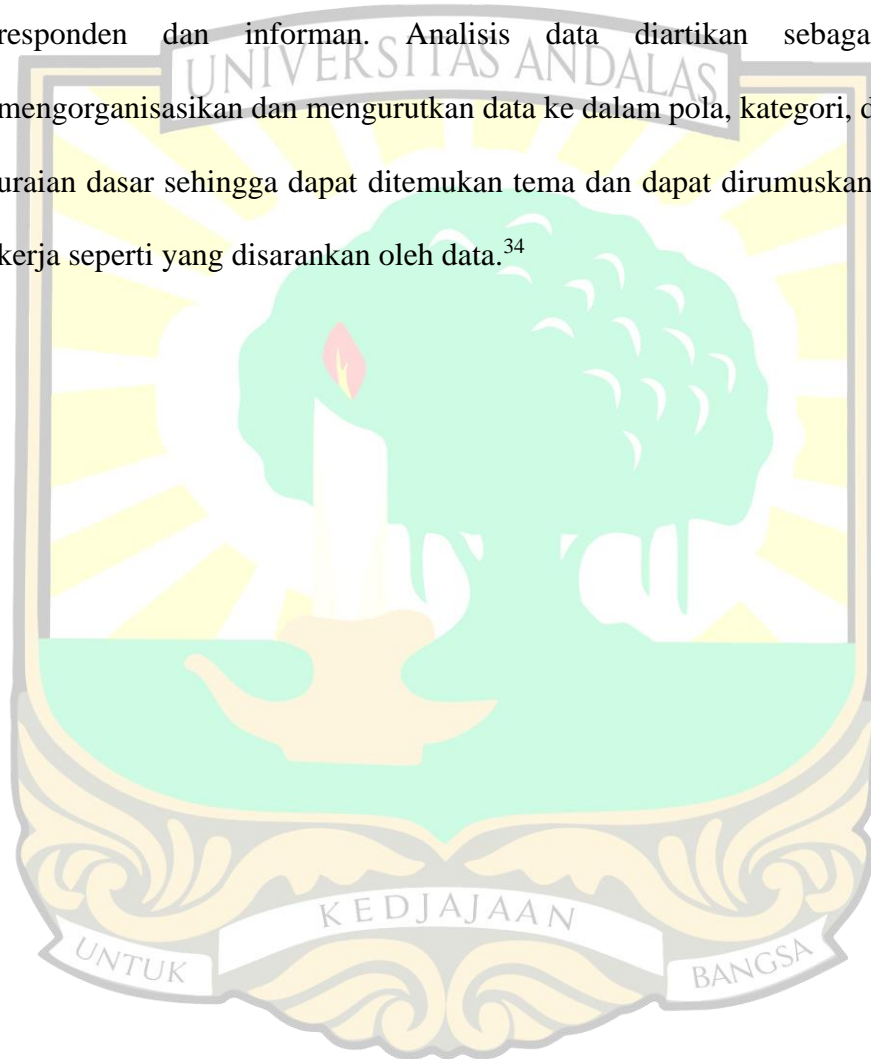 responden dan informan. Analisis data diartikan sebaga
mengorganisasikan dan mengurutkan data ke dalam pola, kategori, d
uraian dasar sehingga dapat ditemukan tema dan dapat dirumuskan
kerja seperti yang disarankan oleh data.34
UNIVERSITAS ANDALAS
KEDJAJAAN
UNTUK
BANGSA